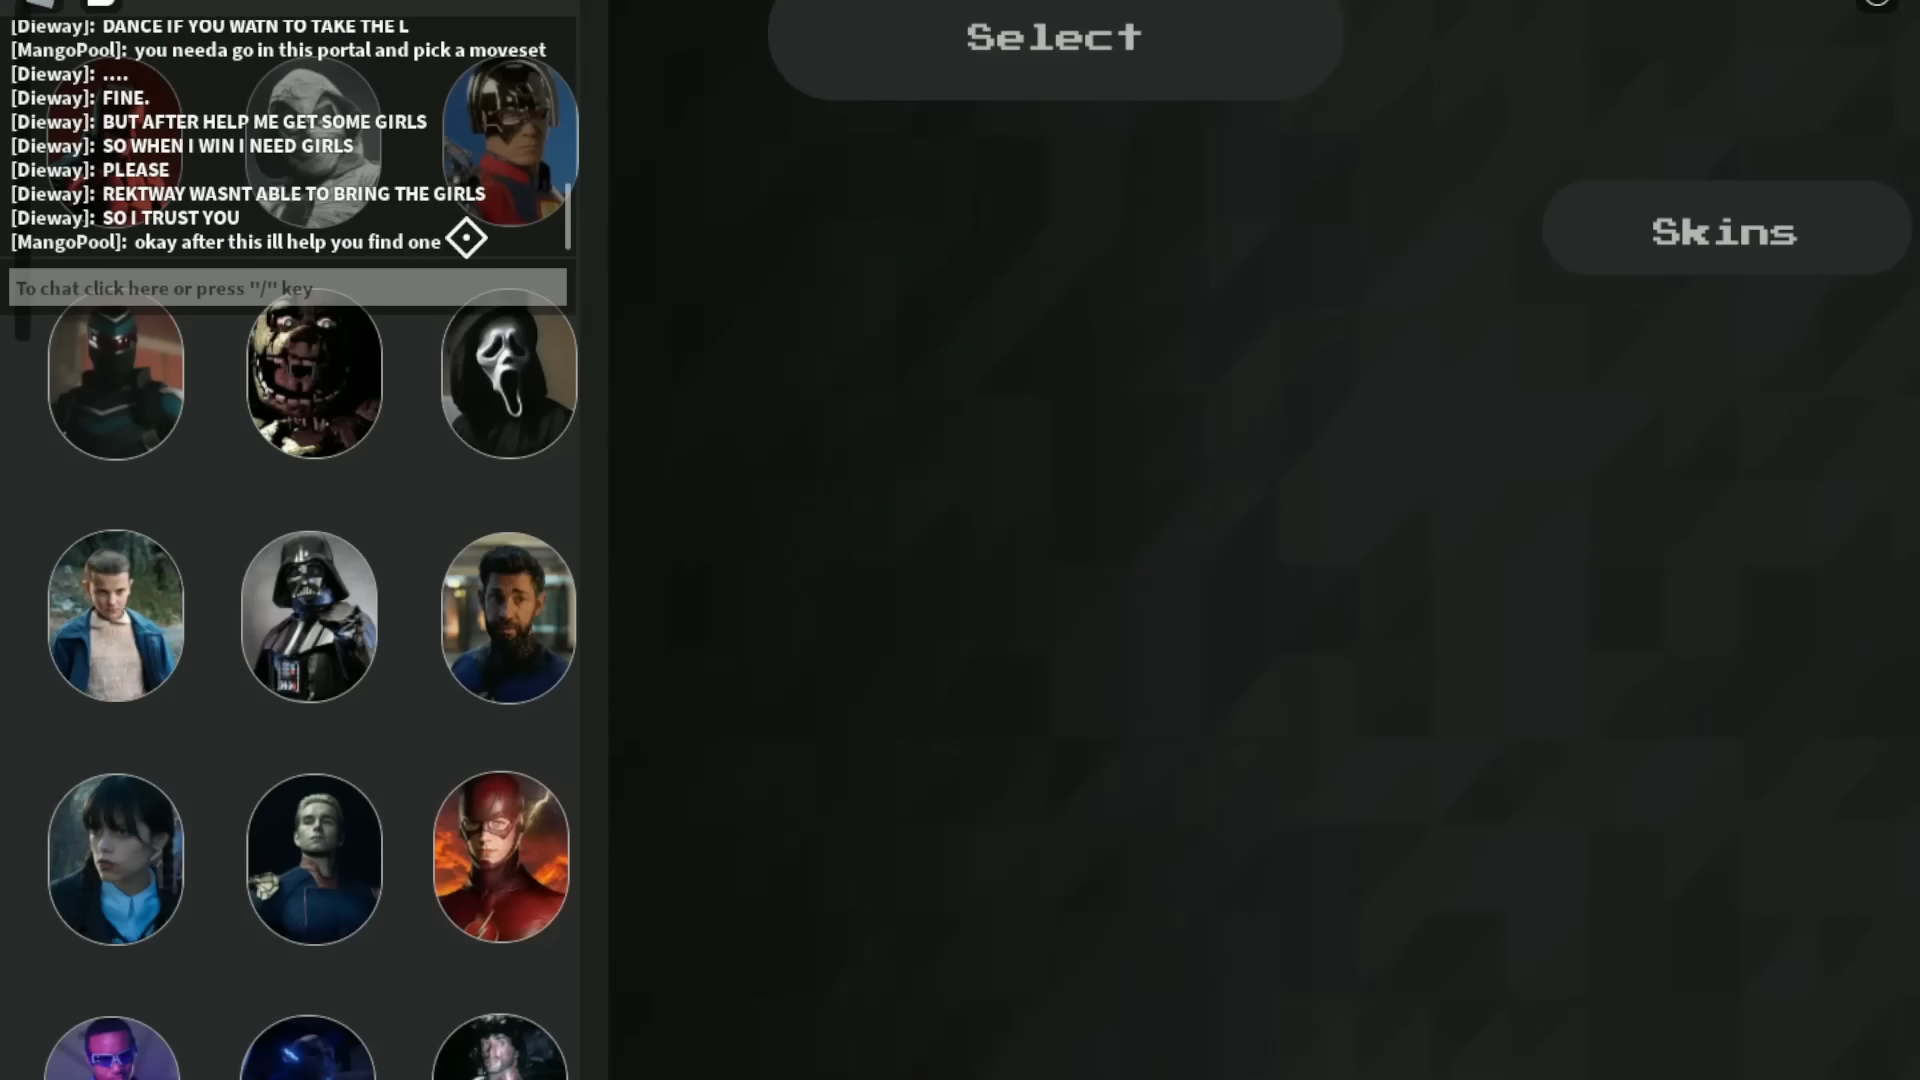 [Dieway]: DANCE IF YOU WATN TO TAKE THE L
[MangoPool]: you needa go in this portal and pick a moveset
[Dieway]: ....
[Dieway]: FINE.
[Dieway]: BUT AFTER HELP ME GET SOME GIRLS
[Dieway]: SO WHEN I WIN I NEED GIRLS
[Dieway]: PLEASE
[Dieway]: REKTWAY WASNT ABLE TO BRING THE GIRLS
[Dieway]: SO I TRUST YOU
[MangoPool]: okay after this ill help you find one
To chat click here or press "/" key
Select
Skins